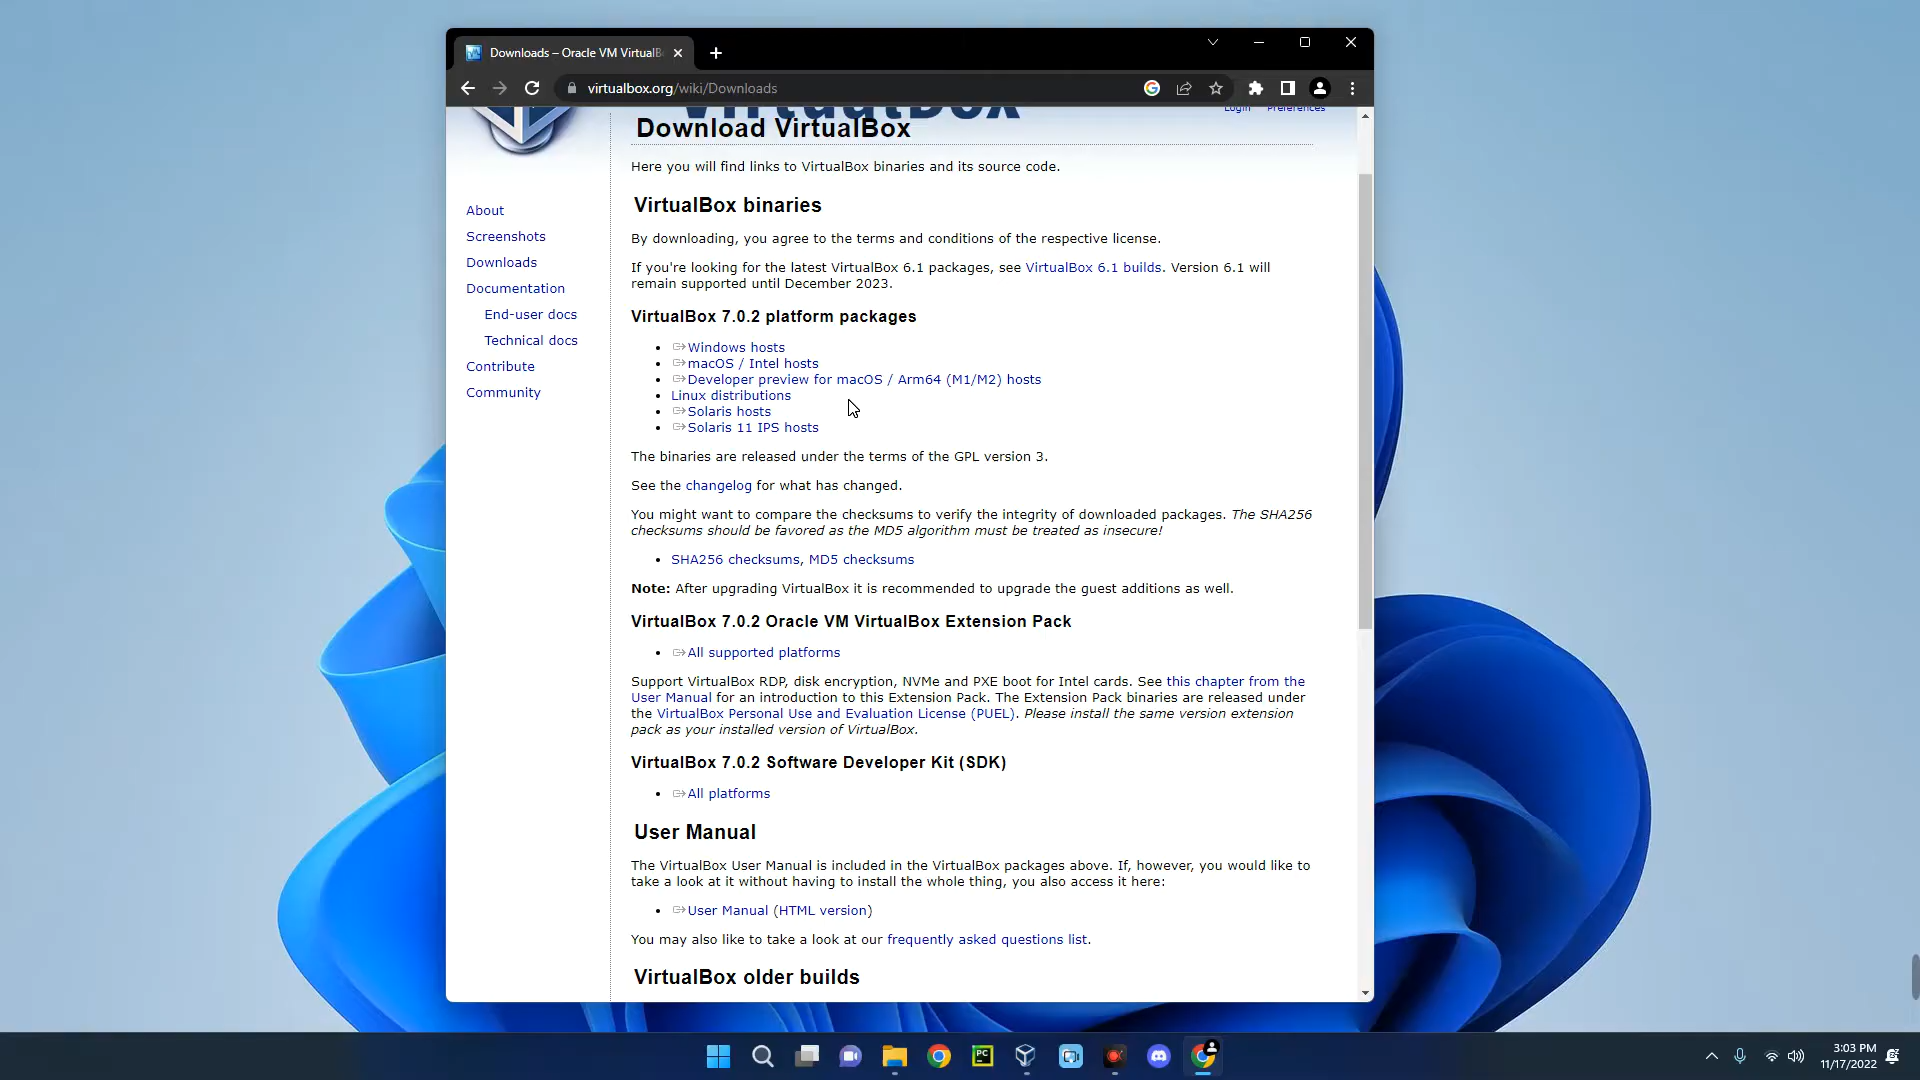 Downloads – Oracle VM VirtualB
virtualbox.org/wiki/Downloads
VirtualBox
Login Preferences
Download VirtualBox
Here you will find links to VirtualBox binaries and its source code.
About
Screenshots
Downloads
Documentation
End-user docs
Technical docs
Contribute
Community
VirtualBox binaries
By downloading, you agree to the terms and conditions of the respective license.
If you're looking for the latest VirtualBox 6.1 packages, see VirtualBox 6.1 builds. Version 6.1 will
remain supported until December 2023.
VirtualBox 7.0.2 platform packages
Windows hosts
macOS / Intel hosts
Developer preview for macOS / Arm64 (M1/M2) hosts
Linux distributions
Solaris hosts
Solaris 11 IPS hosts
The binaries are released under the terms of the GPL version 3.
See the changelog for what has changed.
You might want to compare the checksums to verify the integrity of downloaded packages. The SHA256
checksums should be favored as the MD5 algorithm must be treated as insecure!
SHA256 checksums, MD5 checksums
Note: After upgrading VirtualBox it is recommended to upgrade the guest additions as well.
VirtualBox 7.0.2 Oracle VM VirtualBox Extension Pack
All supported platforms
Support VirtualBox RDP, disk encryption, NVMe and PXE boot for Intel cards. See this chapter from the
User Manual for an introduction to this Extension Pack. The Extension Pack binaries are released under
the VirtualBox Personal Use and Evaluation License (PUEL). Please install the same version extension
pack as your installed version of VirtualBox.
VirtualBox 7.0.2 Software Developer Kit (SDK)
All platforms
User Manual
The VirtualBox User Manual is included in the VirtualBox packages above. If, however, you would like to
take a look at it without having to install the whole thing, you also access it here:
User Manual (HTML version)
You may also like to take a look at our frequently asked questions list.
VirtualBox older builds
PC
3:03 PM
11/17/2022